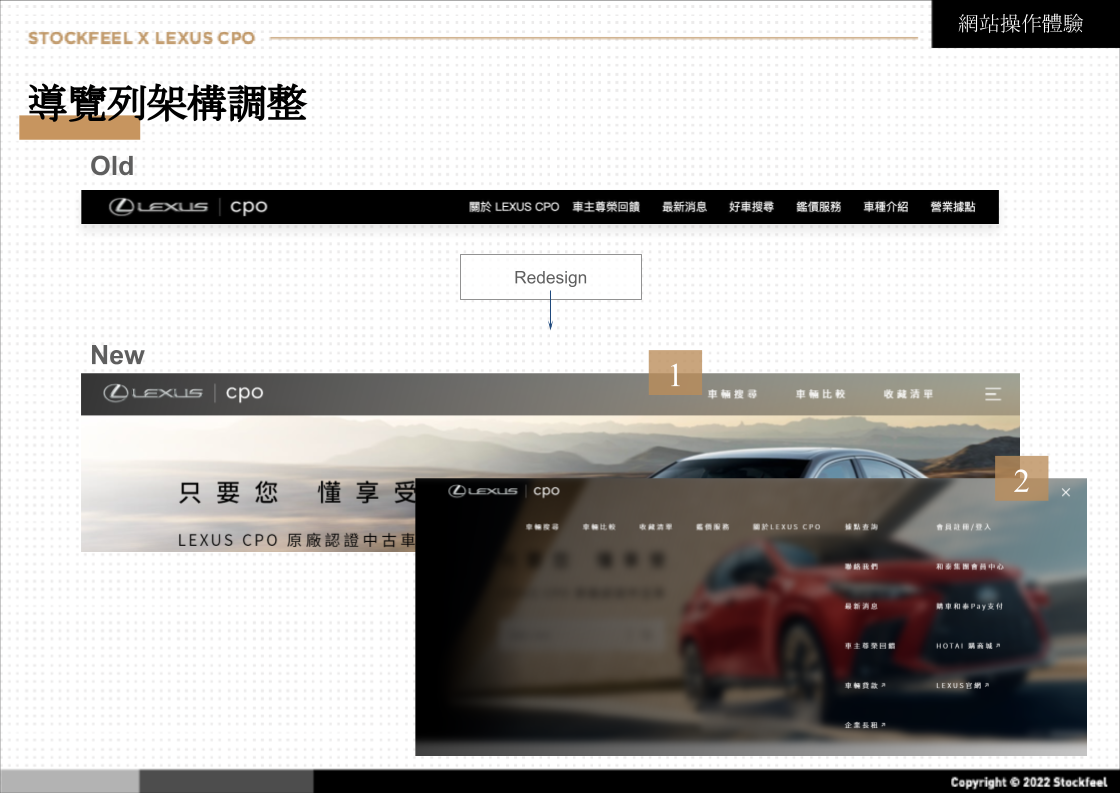 STOCKFEEL X LEXUS CPO
網站操作體驗
導覽列架構調整
Old
LEXUS cpo 關於 LEXUS CPO 車主尊榮回饋 最新消息 好車搜尋 鑑價服務 車種介紹 營業據點
Redesign
New
1
LEXUS cpo 車輛搜尋 車輛比較 收藏清單
只要您 懂享受
LEXUS CPO 原廠認證中古車
2
LEXUS cpo ×
車輛搜尋 車輛比較 收藏清單 鑑價服務 關於LEXUS CPO 據點查詢 會員註冊/登入
聯絡我們 和泰集團會員中心
最新消息 購車和泰Pay支付
車主尊榮回饋 HOTAI 購商城↗
車輛貸款↗ LEXUS官網↗
企業長租↗
Copyright © 2022 Stockfeel